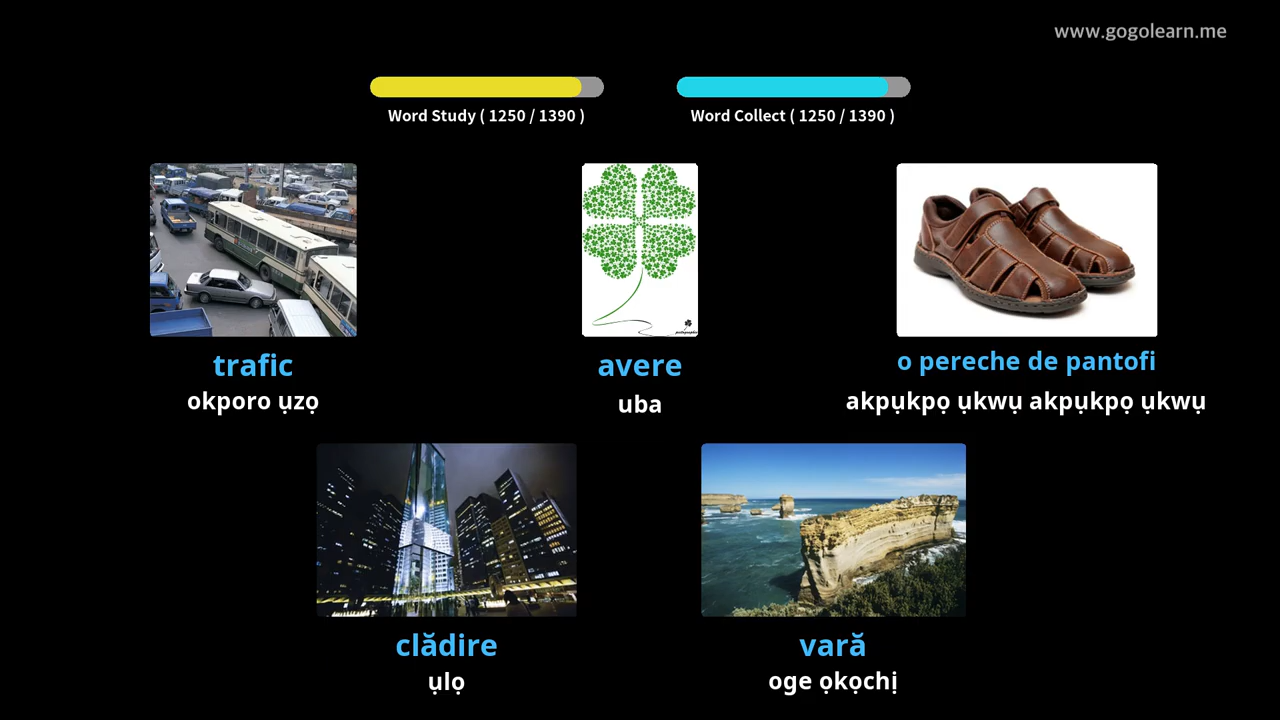 www.gogolearn.me
Word Study ( 1250 / 1390 )
Word Collect ( 1250 / 1390 )
trafic
okporo ụzọ
avere
uba
o pereche de pantofi
akpụkpọ ụkwụ akpụkpọ ụkwụ
clădire
ụlọ
vară
oge ọkọchị